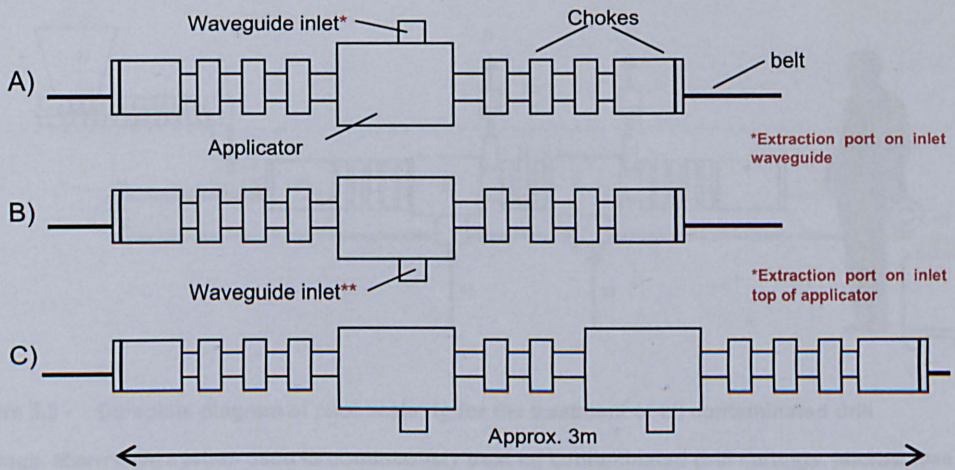 Waveguide inlet*
Chokes
A)
belt
Applicator
*Extraction port on inlet
waveguide
B)
Waveguide inlet**
*Extraction port on inlet
top of applicator
C)
Approx. 3m